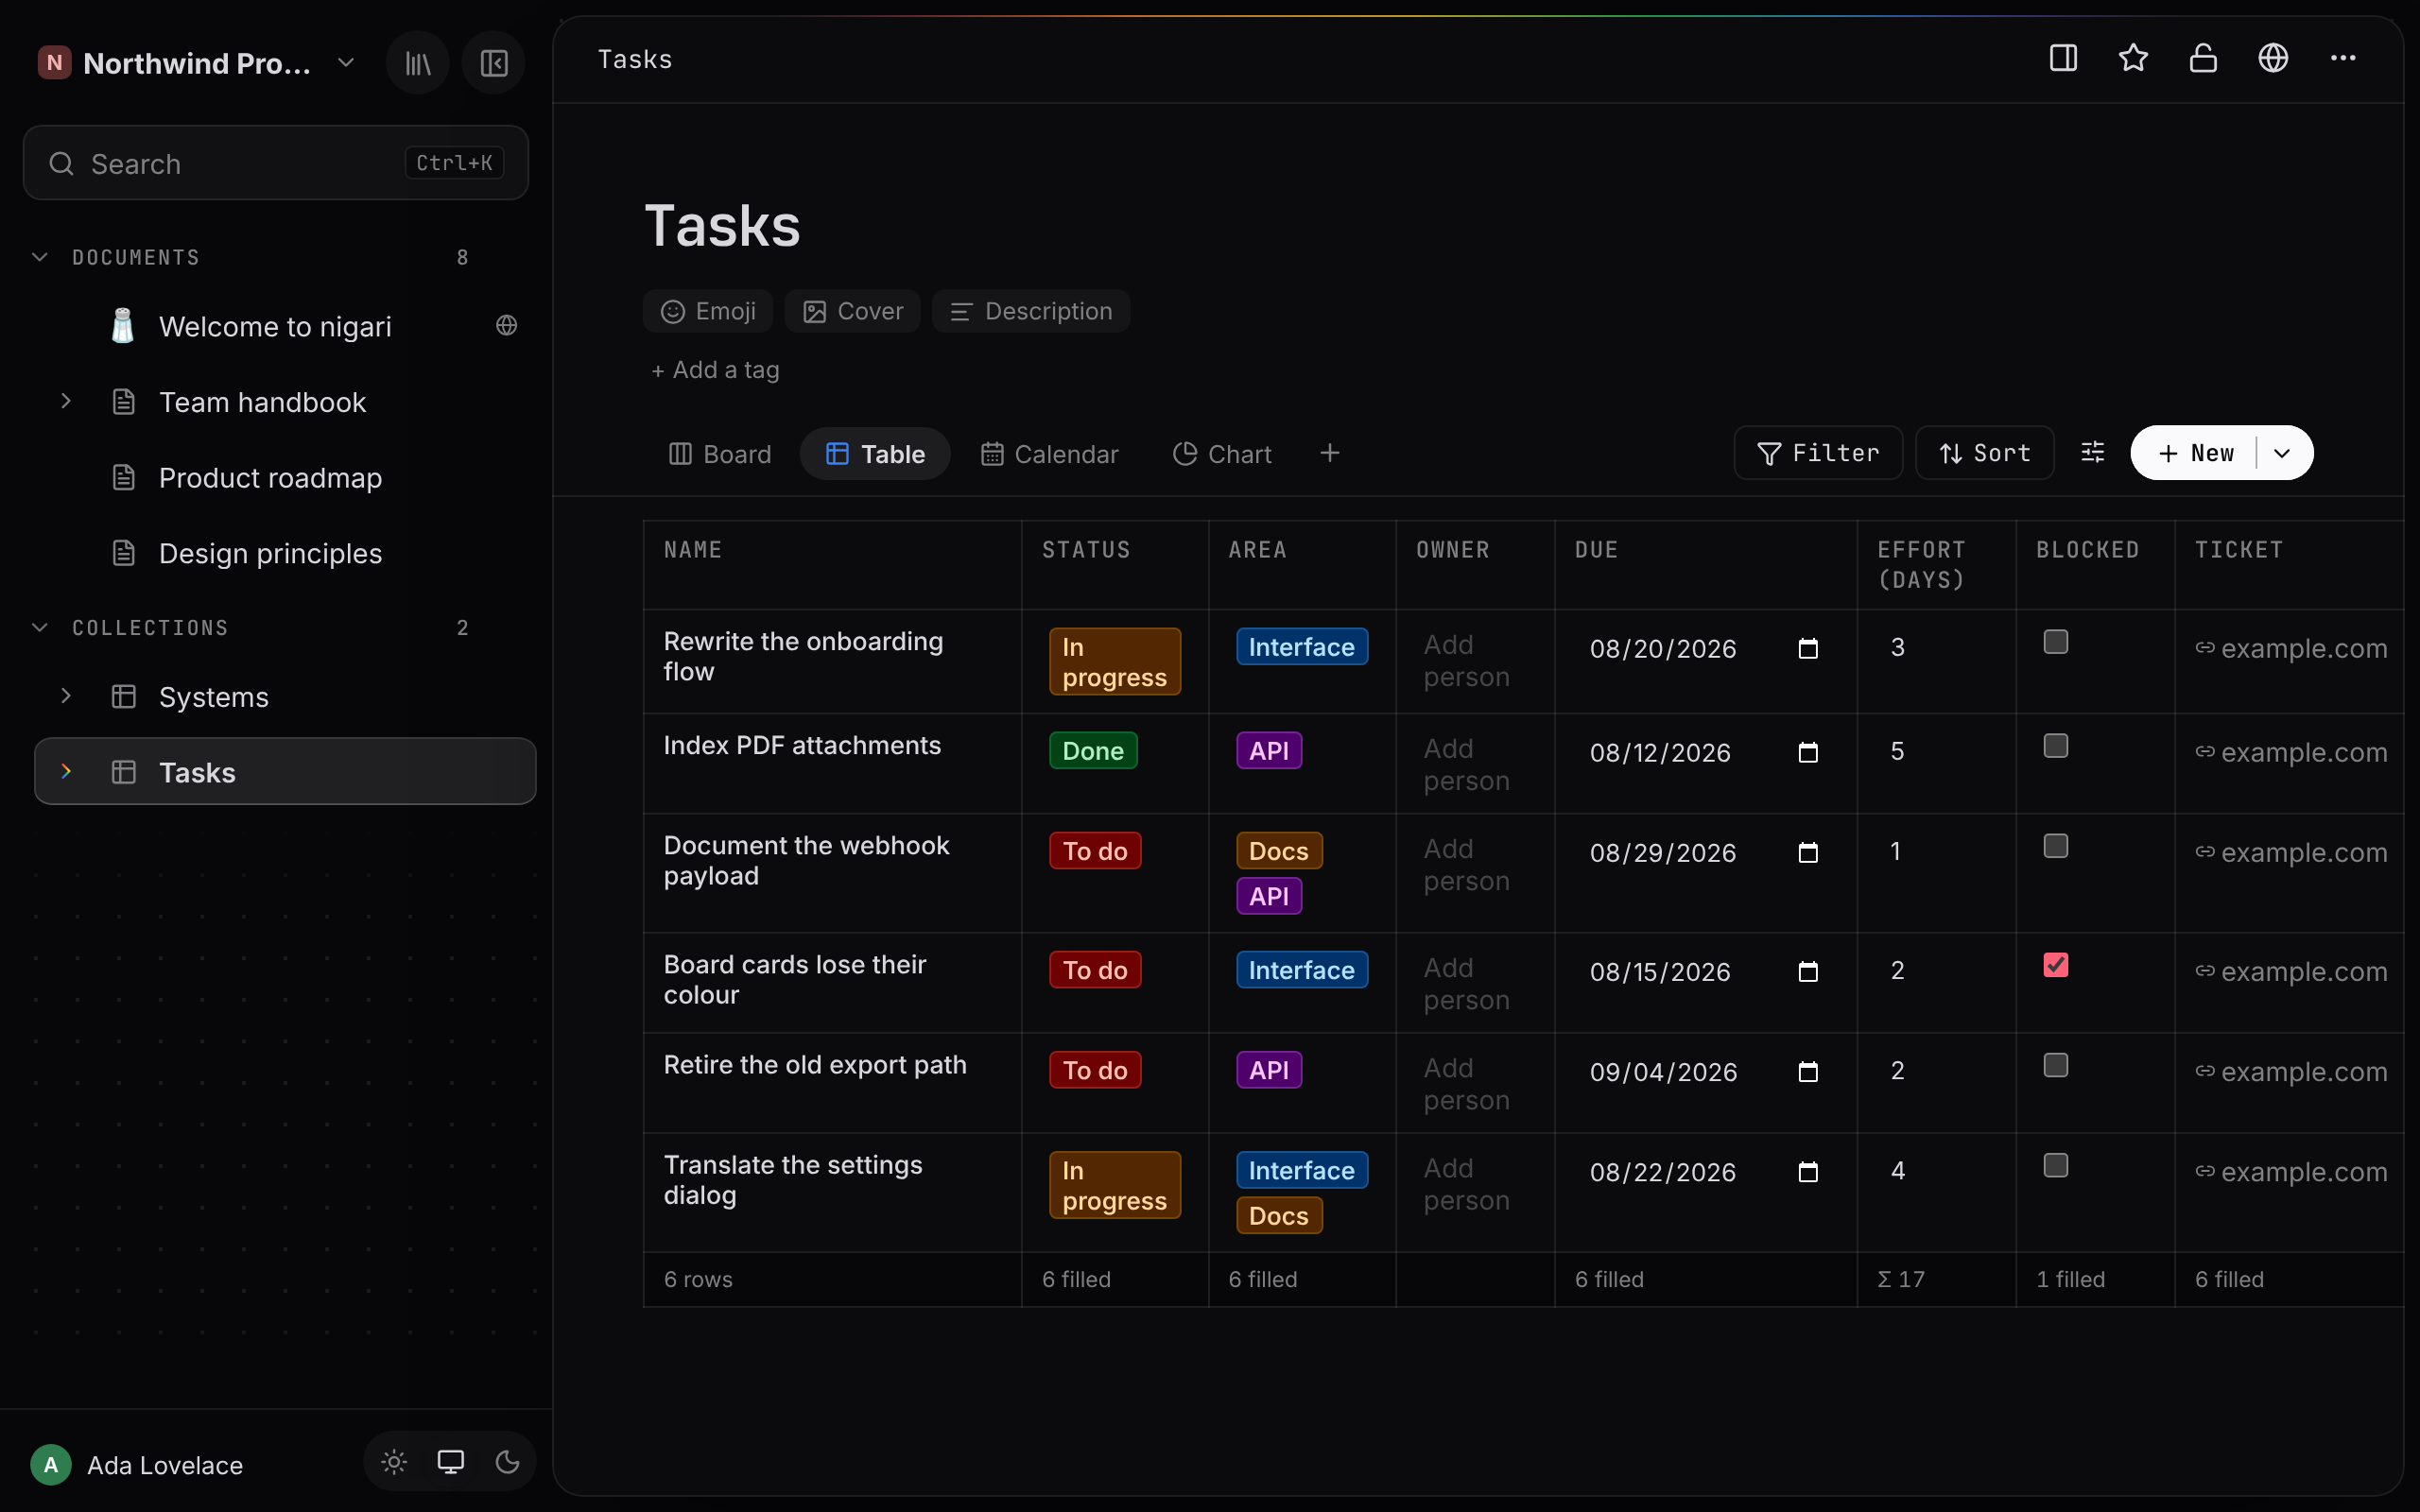 N Northwind Pro...
Search Ctrl+K
DOCUMENTS 8
Welcome to nigari
Team handbook
Product roadmap
Design principles
COLLECTIONS 2
Systems
Tasks
A Ada Lovelace
Tasks
Tasks
Emoji Cover Description
+ Add a tag
Board Table Calendar Chart +
Filter Sort + New
NAME STATUS AREA OWNER DUE EFFORT (DAYS) BLOCKED TICKET
Rewrite the onboarding
flow
In
progress
Interface
Add
person
08/20/2026
3
example.com
Index PDF attachments
Done
API
Add
person
08/12/2026
5
example.com
Document the webhook
payload
To do
Docs
API
Add
person
08/29/2026
1
example.com
Board cards lose their
colour
To do
Interface
Add
person
08/15/2026
2
example.com
Retire the old export path
To do
API
Add
person
09/04/2026
2
example.com
Translate the settings
dialog
In
progress
Interface
Docs
Add
person
08/22/2026
4
example.com
6 rows 6 filled 6 filled 6 filled Σ 17 1 filled 6 filled